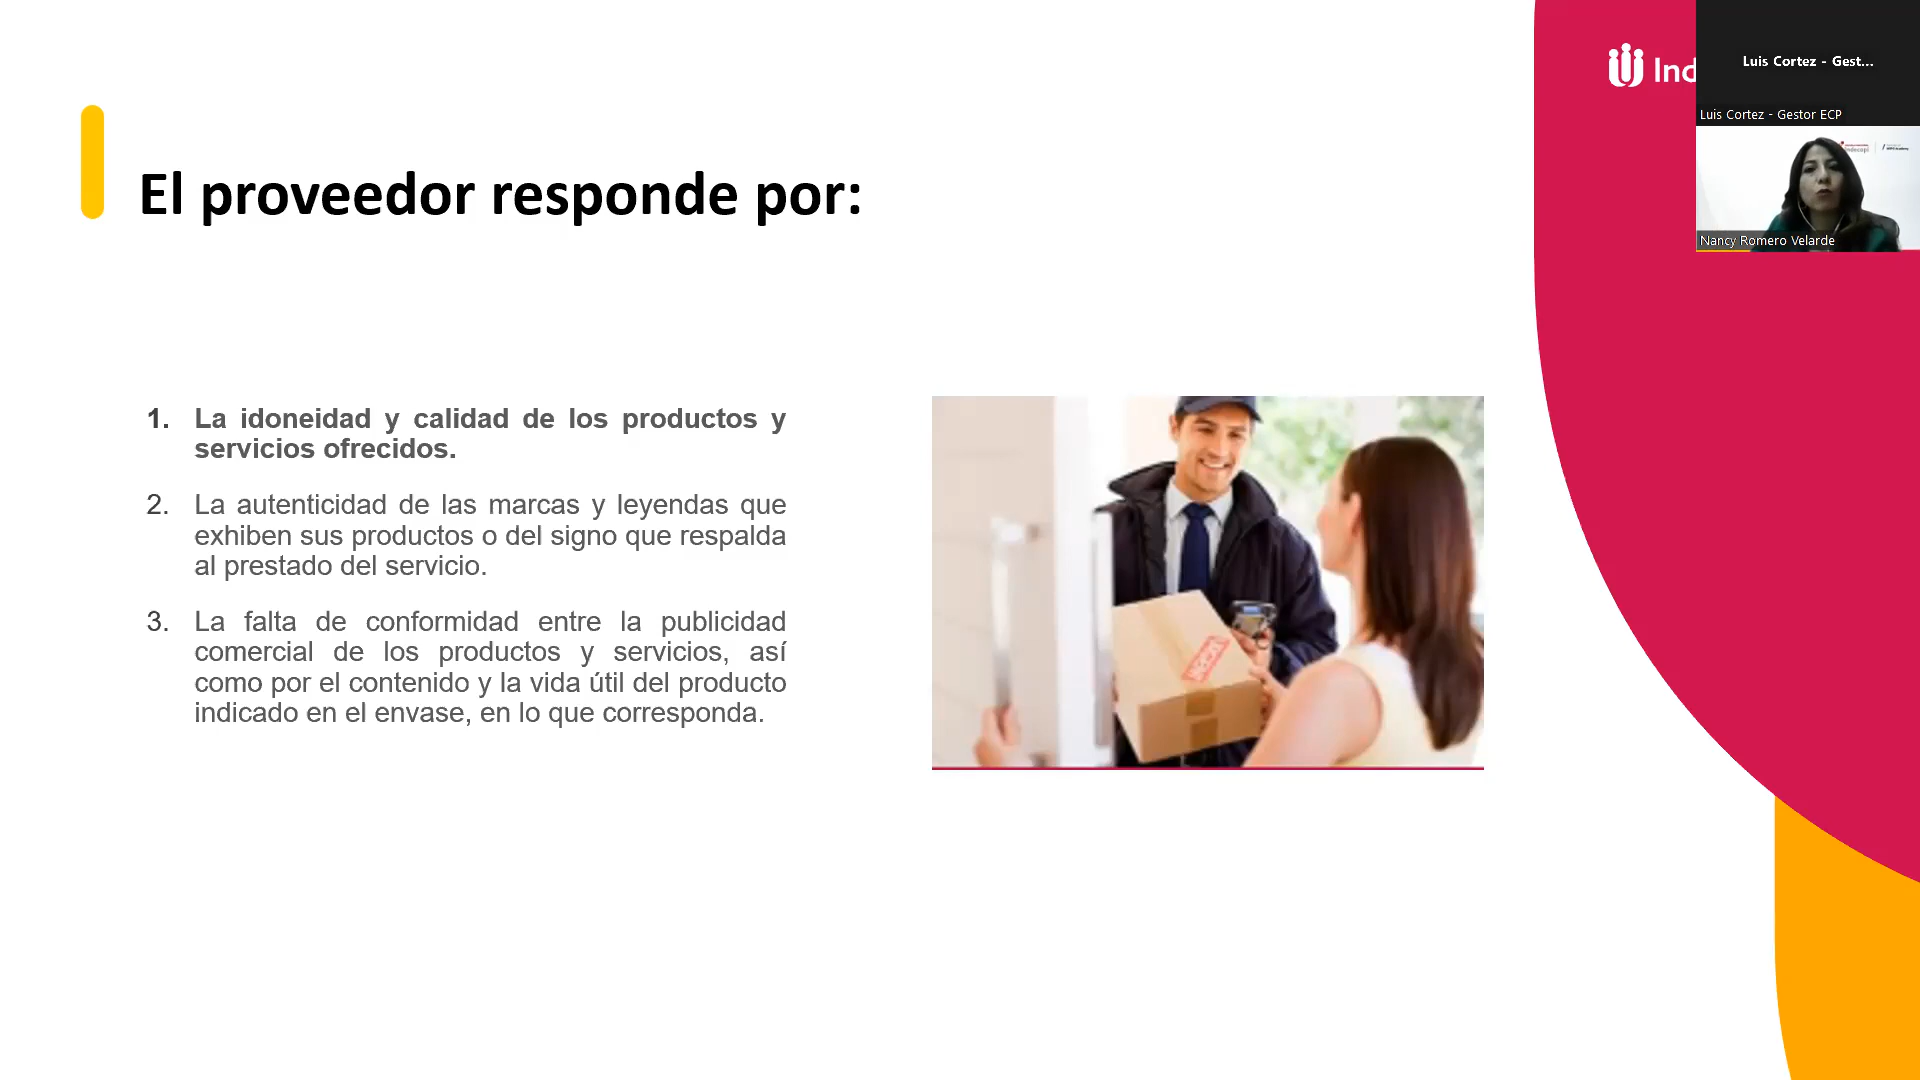 El proveedor responde por:
1. La idoneidad y calidad de los productos y
servicios ofrecidos.
2. La autenticidad de las marcas y leyendas que
exhiben sus productos o del signo que respalda
al prestado del servicio.
3. La falta de conformidad entre la publicidad
comercial de los productos y servicios, así
como por el contenido y la vida útil del producto
indicado en el envase, en lo que corresponda.
Ind
Luis Cortez - Gest...
Luis Cortez - Gestor ECP
Nancy Romero Velarde